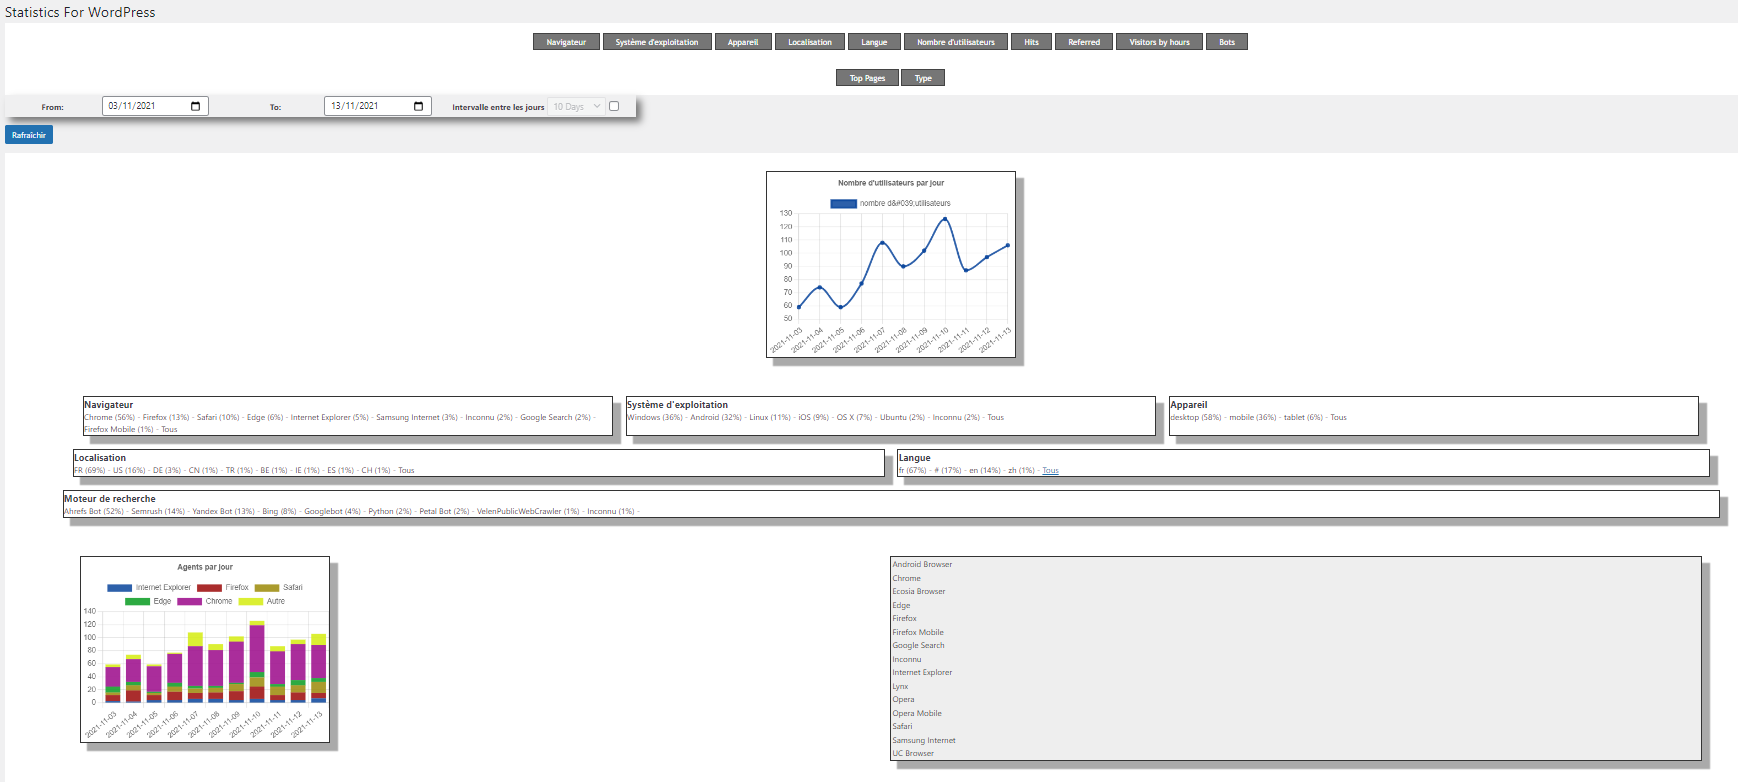 Statistics For WordPress
Navigateur Système d'exploitation Appareil Localisation Langue Nombre d'utilisateurs Hits Referred Visitors by hours Bots
Top Pages Type
From: 03/11/2021 To: 13/11/2021 Intervalle entre les jours 10 Days
Rafraîchir
Nombre d'utilisateurs par jour
nombre d&#039;utilisateurs
130
120
110
100
90
80
70
60
50
2021-11-03 2021-11-04 2021-11-05 2021-11-06 2021-11-07 2021-11-08 2021-11-09 2021-11-10 2021-11-11 2021-11-12 2021-11-13
Navigateur
Chrome (56%) - Firefox (13%) - Safari (10%) - Edge (6%) - Internet Explorer (5%) - Samsung Internet (3%) - Inconnu (2%) - Google Search (2%) -
Firefox Mobile (1%) - Tous
Système d'exploitation
Windows (36%) - Android (32%) - Linux (11%) - iOS (9%) - OS X (7%) - Ubuntu (2%) - Inconnu (2%) - Tous
Appareil
desktop (58%) - mobile (36%) - tablet (6%) - Tous
Localisation
FR (69%) - US (16%) - DE (3%) - CN (1%) - TR (1%) - BE (1%) - IE (1%) - ES (1%) - CH (1%) - Tous
Langue
fr (67%) - # (17%) - en (14%) - zh (1%) - Tous
Moteur de recherche
Ahrefs Bot (52%) - Semrush (14%) - Yandex Bot (13%) - Bing (8%) - Googlebot (4%) - Python (2%) - Petal Bot (2%) - VelenPublicWebCrawler (1%) - Inconnu (1%) -
Agents par jour
Internet Explorer Firefox Safari
Edge Chrome Autre
140
120
100
80
60
40
20
0
2021-11-03 2021-11-04 2021-11-05 2021-11-06 2021-11-07 2021-11-08 2021-11-09 2021-11-10 2021-11-11 2021-11-12 2021-11-13
Android Browser
Chrome
Ecosia Browser
Edge
Firefox
Firefox Mobile
Google Search
Inconnu
Internet Explorer
Lynx
Opera
Opera Mobile
Safari
Samsung Internet
UC Browser